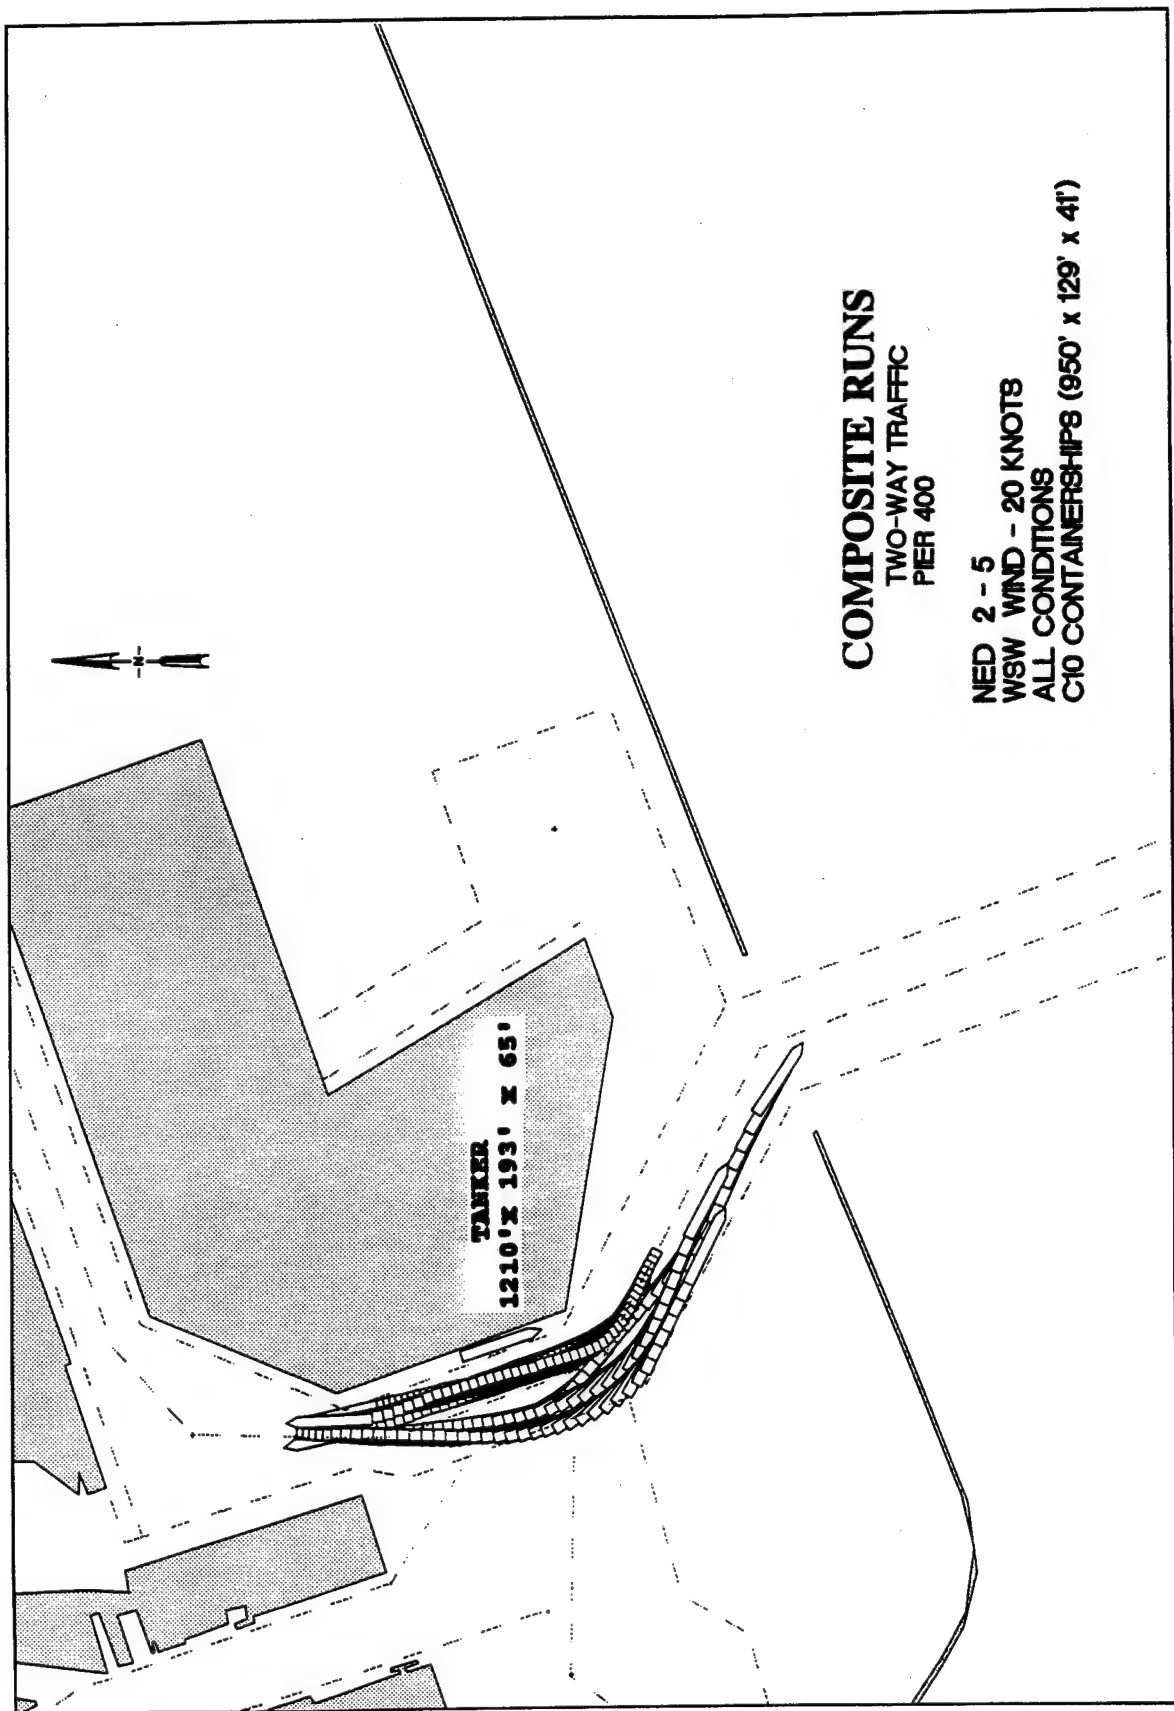 -N-
TANKER
1210'X 193' X 65'
COMPOSITE RUNS
TWO-WAY TRAFFIC
PIER 400
NED 2 - 5
WSW WIND - 20 KNOTS
ALL CONDITIONS
C10 CONTAINERSHIPS (950' x 129' x 41')